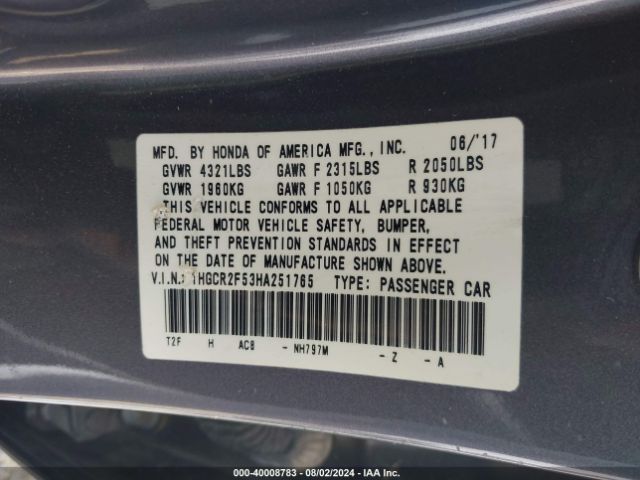 MFD. BY HONDA OF AMERICA MFG., INC. 06/'17
GVWR 4321LBS GAWR F 2315LBS R 2050LBS
GVWR 1960KG GAWR F 1050KG R 930KG
THIS VEHICLE CONFORMS TO ALL APPLICABLE
FEDERAL MOTOR VEHICLE SAFETY, BUMPER,
AND THEFT PREVENTION STANDARDS IN EFFECT
ON THE DATE OF MANUFACTURE SHOWN ABOVE.
V.I.N.: 1HGCR2F53HA251765 TYPE: PASSENGER CAR
T2F H AC8 - NH797M - Z - A
000-40008783 - 08/02/2024 - IAA Inc.